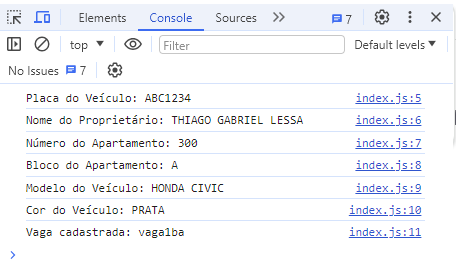 Elements Console Sources 7
top Filter Default levels
No Issues 7
Placa do Veículo: ABC1234 index.js:5
Nome do Proprietário: THIAGO GABRIEL LESSA index.js:6
Número do Apartamento: 300 index.js:7
Bloco do Apartamento: A index.js:8
Modelo do Veículo: HONDA CIVIC index.js:9
Cor do Veículo: PRATA index.js:10
Vaga cadastrada: vaga1ba index.js:11